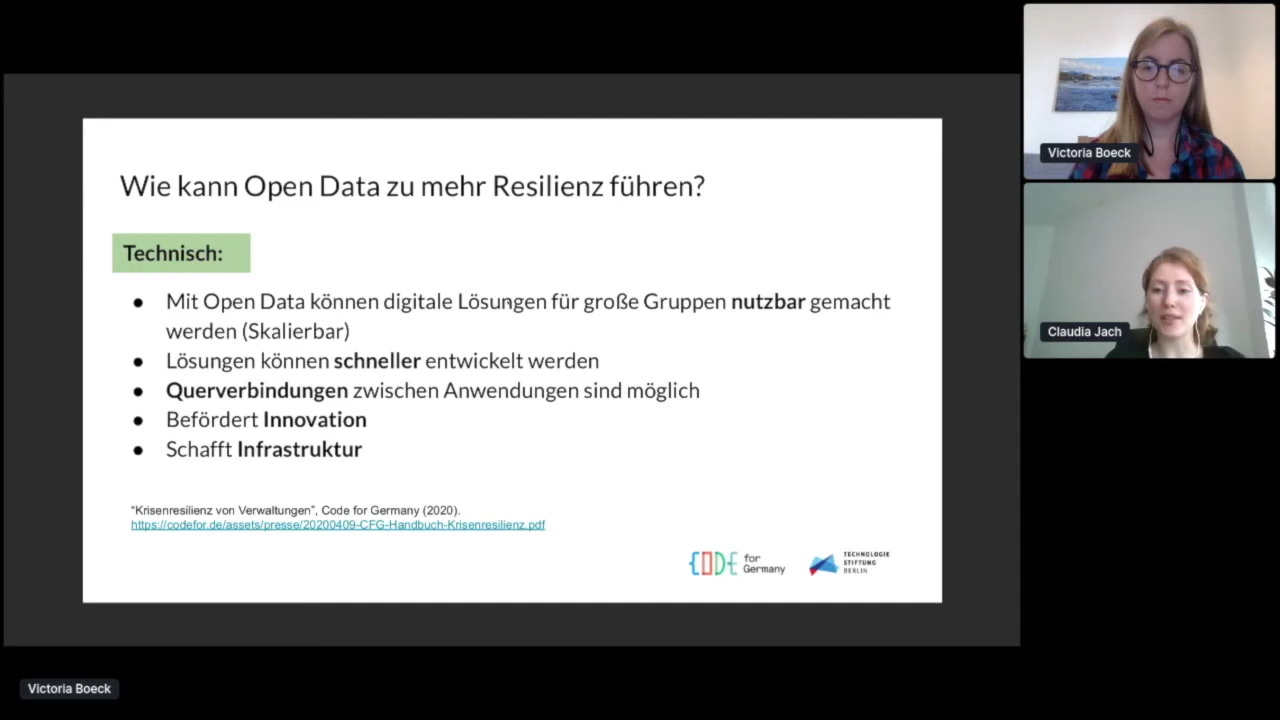 Wie kann Open Data zu mehr Resilienz führen?
Technisch:
● Mit Open Data können digitale Lösungen für große Gruppen nutzbar gemacht
werden (Skalierbar)
● Lösungen können schneller entwickelt werden
● Querverbindungen zwischen Anwendungen sind möglich
● Befördert Innovation
● Schafft Infrastruktur
"Krisenresilienz von Verwaltungen", Code for Germany (2020).
https://codefor.de/assets/presse/20200409-CFG-Handbuch-Krisenresilienz.pdf
{CODE for
Germany
TECHNOLOGIE
STIFTUNG
BERLIN
Victoria Boeck
Claudia Jach
Victoria Boeck